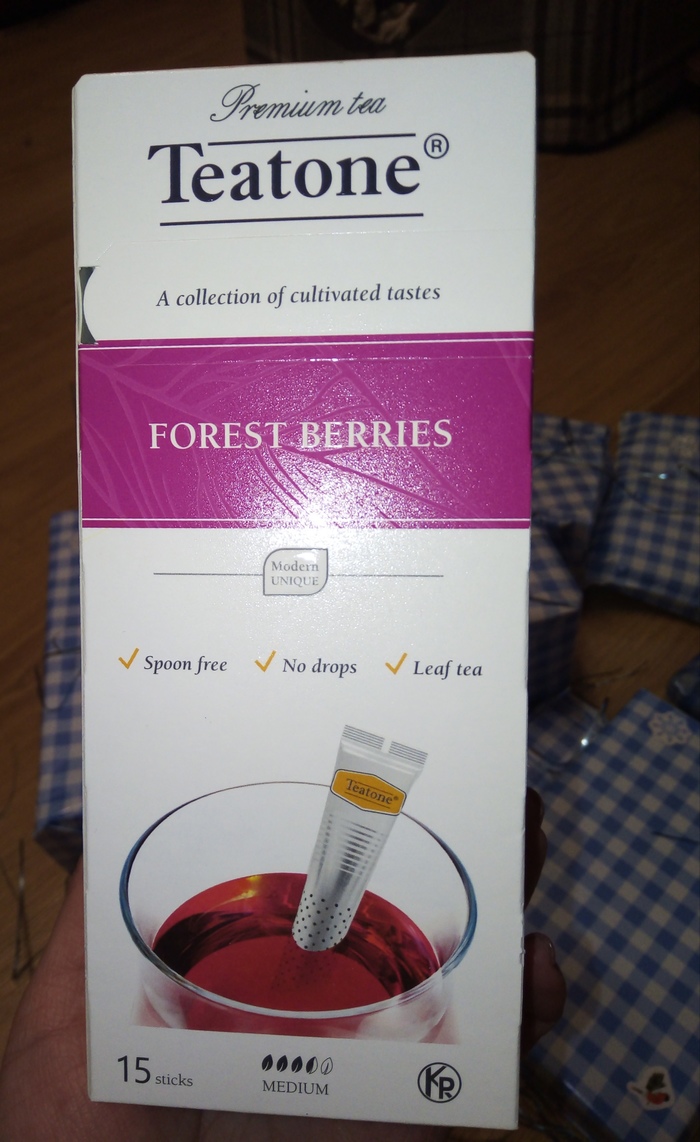 Premium tea
Teatone®
A collection of cultivated tastes
FOREST BERRIES
Modern
UNIQUE
Spoon free No drops Leaf tea
Teatone®
15 sticks
MEDIUM
KP